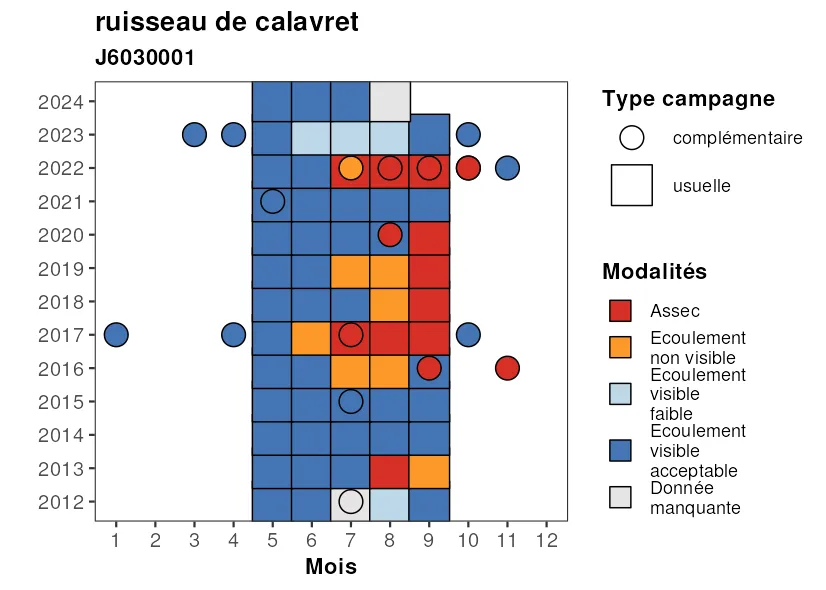 ruisseau de calavret
J6030001
2024
2023
2022
2021
2020
2019
2018
2017
2016
2015
2014
2013
2012
1 2 3 4 5 6 7 8 9 10 11 12
Mois
Type campagne
complémentaire
usuelle
Modalités
Assec
Ecoulement
non visible
Ecoulement
visible
faible
Ecoulement
visible
acceptable
Donnée
manquante